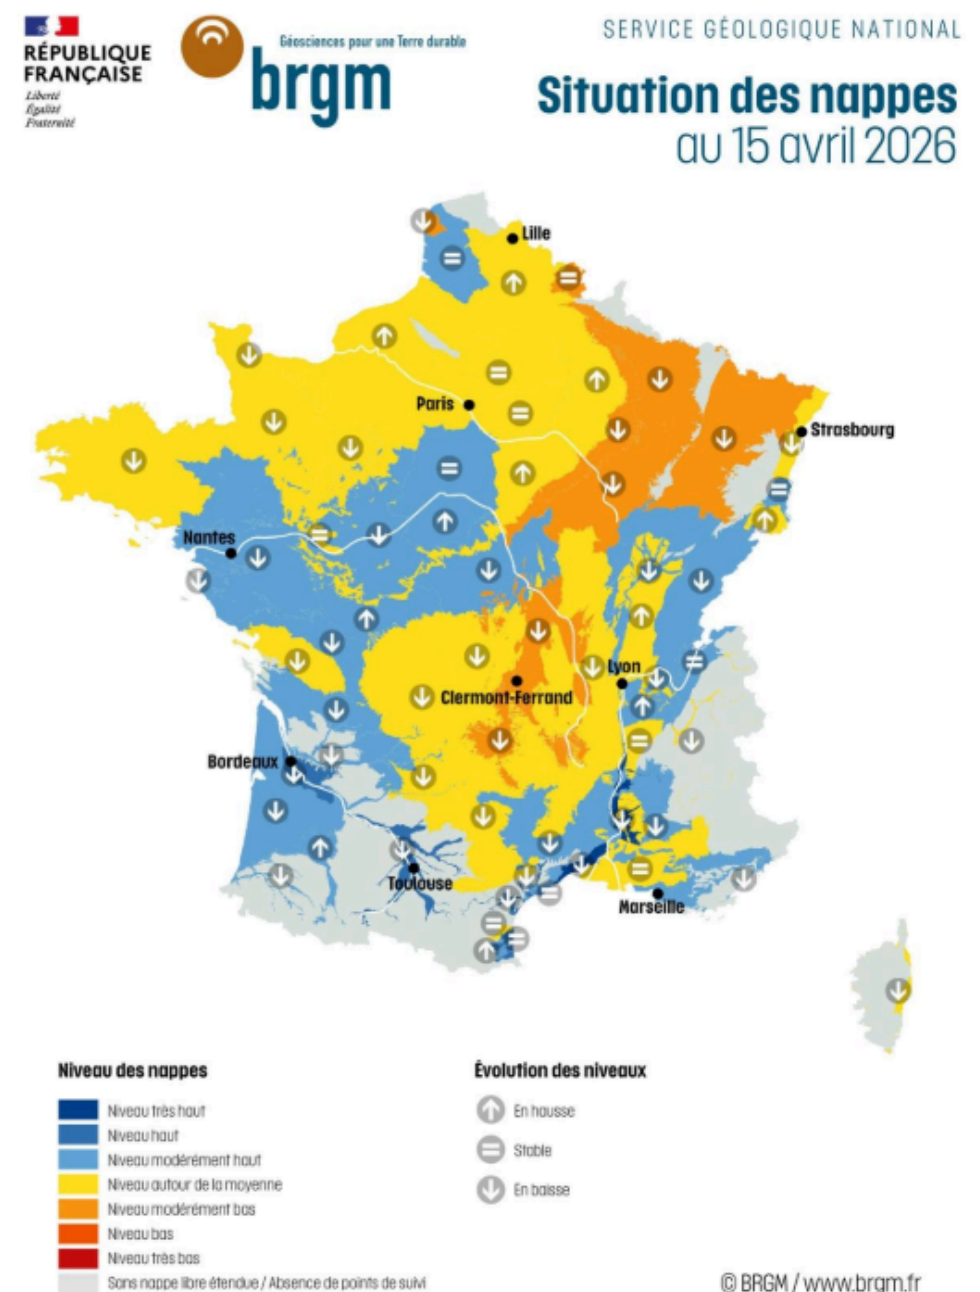 RÉPUBLIQUE
FRANÇAISE
Liberté
Égalité
Fraternité
Géosciences pour une Terre durable
brgm
SERVICE GÉOLOGIQUE NATIONAL
Situation des nappes
au 15 avril 2026
Lille
Paris
Strasbourg
Nantes
Lyon
Clermont-Ferrand
Bordeaux
Toulouse
Marseille
Niveau des nappes
Niveau très haut
Niveau haut
Niveau modérément haut
Niveau autour de la moyenne
Niveau modérément bas
Niveau bas
Niveau très bas
Sans nappe libre étendue / Absence de points de suivi
Évolution des niveaux
En hausse
Stable
En baisse
© BRGM / www.brgm.fr